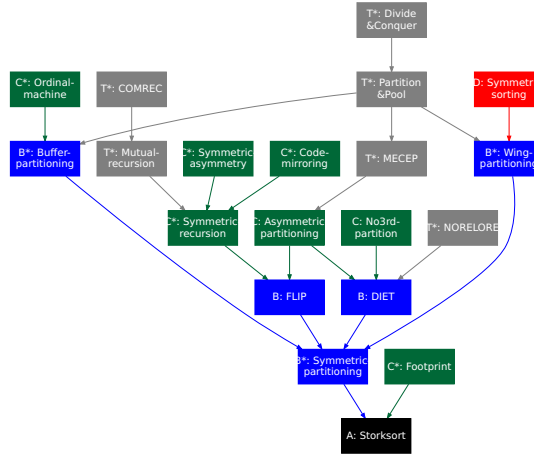 T*: Divide
&Conquer
C*: Ordinal-
machine
T*: COMREC
T*: Partition
&Pool
D: Symmetric
sorting
B*: Buffer-
partitioning
T*: Mutual-
recursion
C*: Symmetric
asymmetry
C*: Code-
mirroring
T*: MECEP
B*: Wing-
partitioning
C*: Symmetric
recursion
C: Asymmetric
partitioning
C: No3rd-
partition
T*: NORELORE
B: FLIP
B: DIET
B*: Symmetric
partitioning
C*: Footprint
A: Storksort